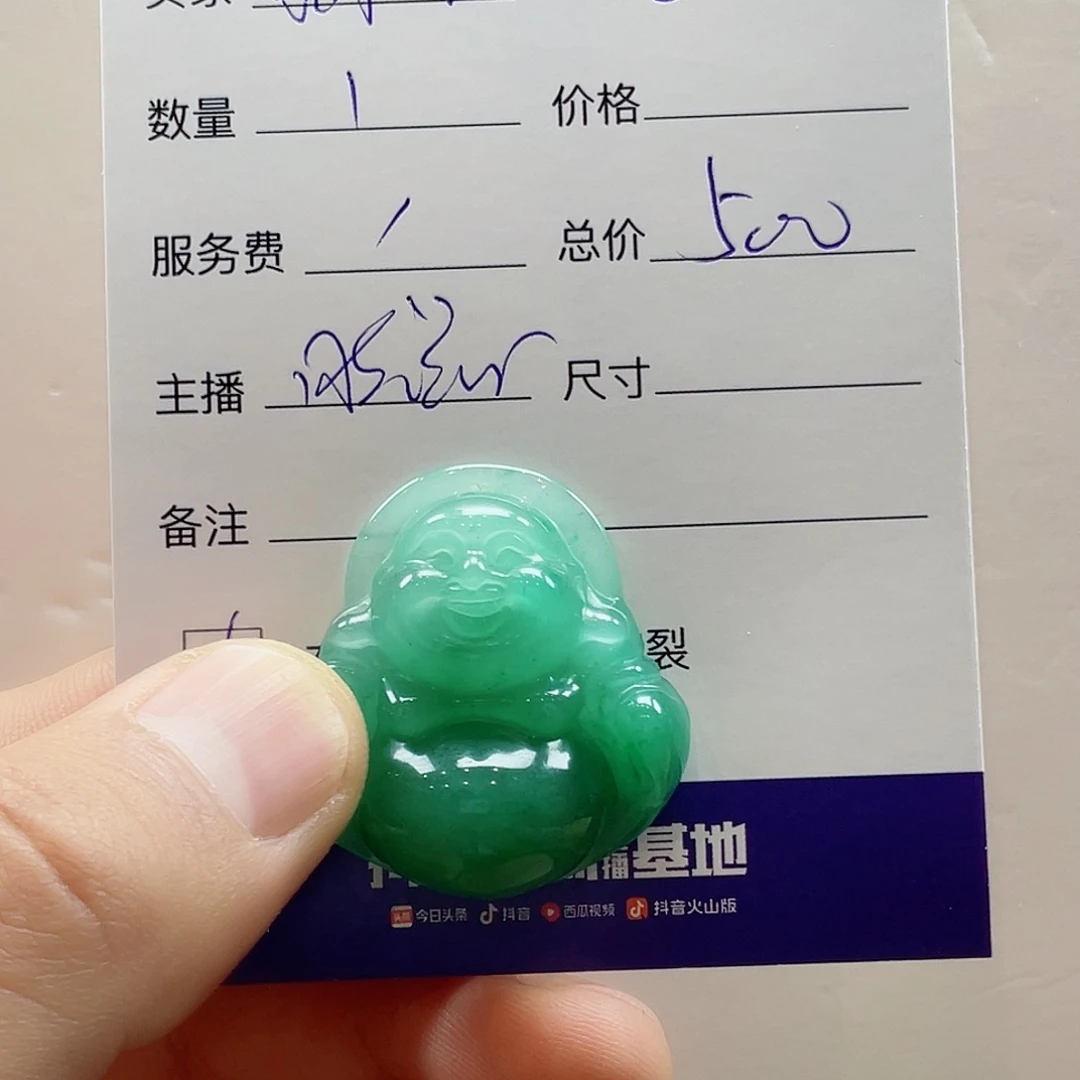 数量 1 价格
服务费 / 总价 500
主播 尺寸
备注
裂
播基地
今日头条 抖音 西瓜视频 抖音火山版